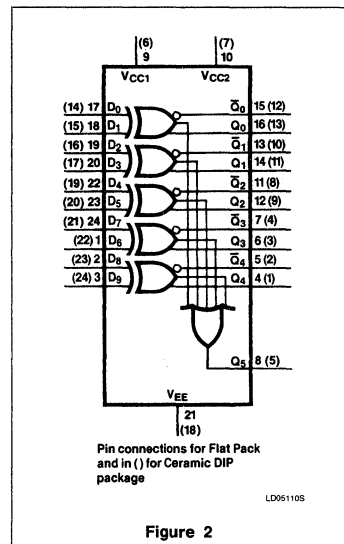 (6) (7)
9 10
VCC1 VCC2
(14) 17 D0 Q̅0 15 (12)
(15) 18 D1 Q0 16 (13)
(16) 19 D2 Q̅1 13 (10)
(17) 20 D3 Q1 14 (11)
(19) 22 D4 Q̅2 11 (8)
(20) 23 D5 Q2 12 (9)
(21) 24 D7 Q̅3 7 (4)
(22) 1 D6 Q3 6 (3)
(23) 2 D8 Q̅4 5 (2)
(24) 3 D9 Q4 4 (1)
Q5 8 (5)
VEE
21
(18)
Pin connections for Flat Pack
and in ( ) for Ceramic DIP
package
LD05110S
Figure 2